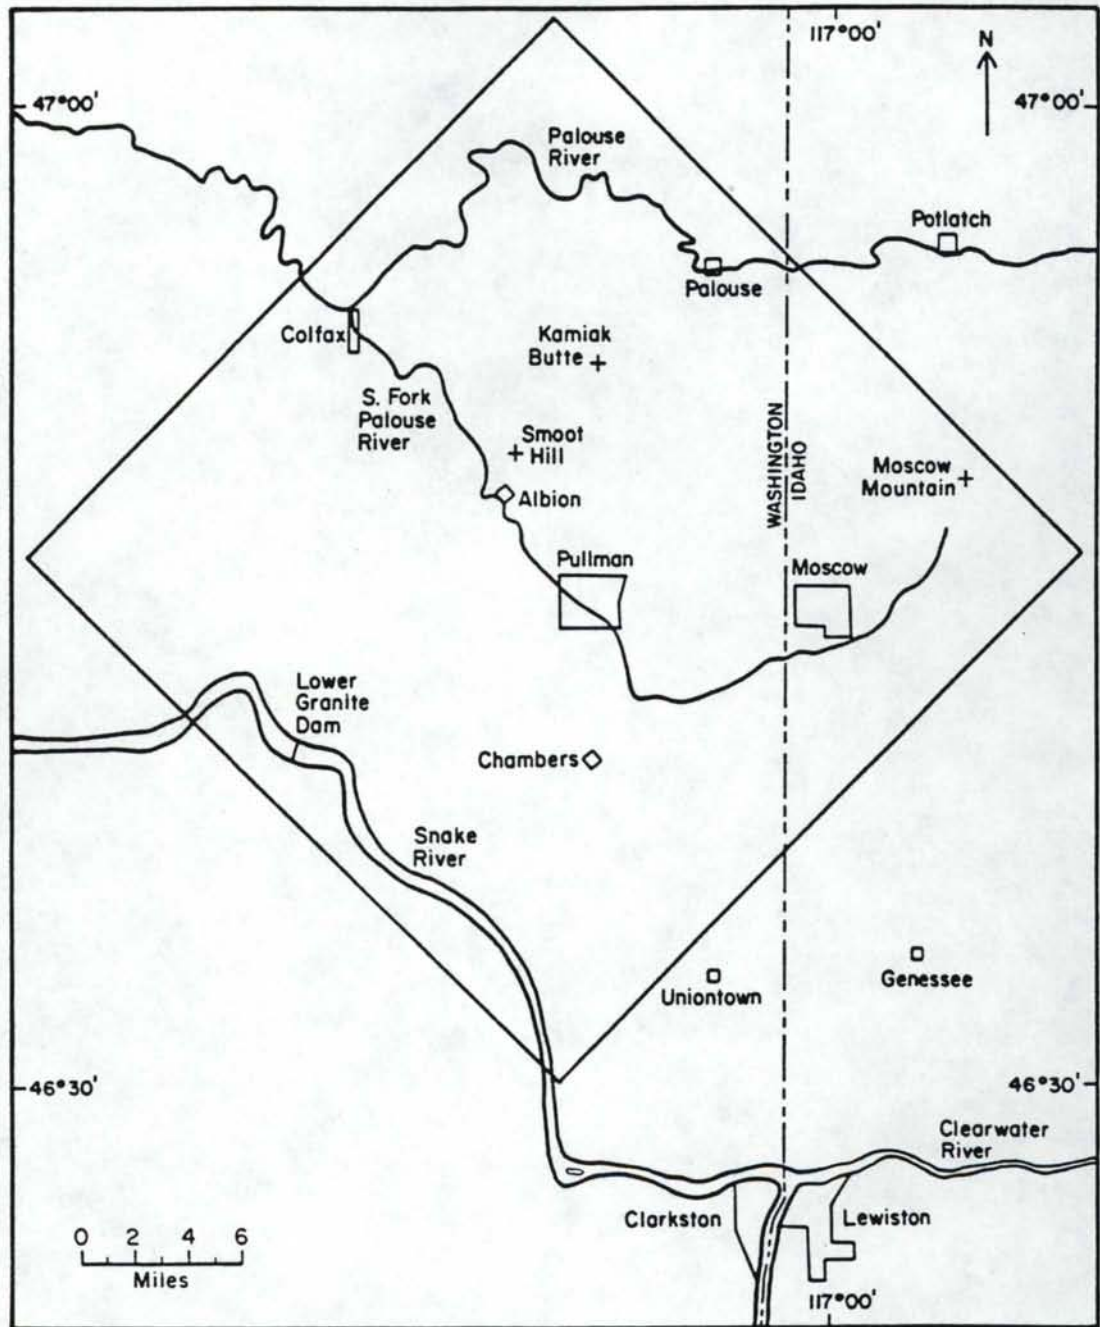 117°00'
N
47°00'
47°00'
Palouse
River
Potlatch
Palouse
Colfax
Kamiak
Butte
S. Fork
Palouse
River
Smoot
Hill
WASHINGTON
IDAHO
Moscow
Mountain
Albion
Pullman
Moscow
Lower
Granite
Dam
Chambers
Snake
River
Uniontown
Genessee
46°30'
46°30'
Clearwater
River
Clarkston
Lewiston
0 2 4 6
Miles
117°00'